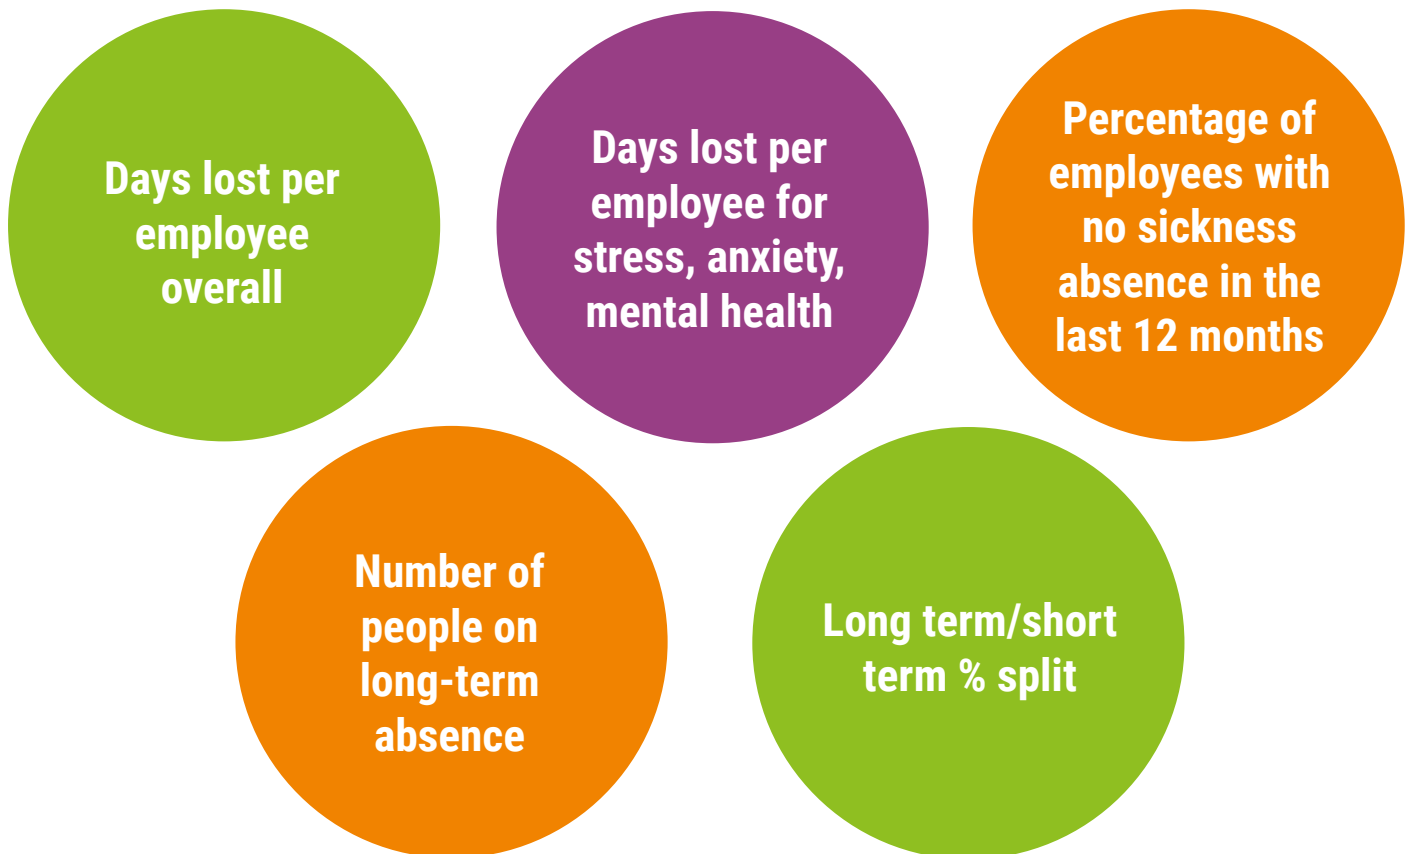 Days lost per
employee
overall
Days lost per
employee for
stress, anxiety,
mental health
Percentage of
employees with
no sickness
absence in the
last 12 months
Number of
people on
long-term
absence
Long term/short
term % split